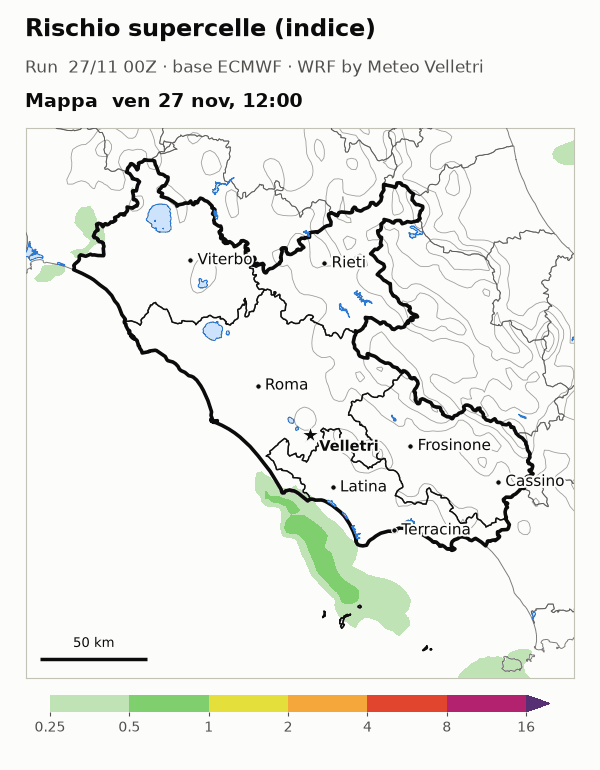 Rischio supercelle (indice)
Run 27/11 00Z · base ECMWF · WRF by Meteo Velletri
Mappa ven 27 nov, 12:00
Viterbo
Rieti
Roma
Velletri
Frosinone
Latina
Cassino
Terracina
50 km
0.25 0.5 1 2 4 8 16